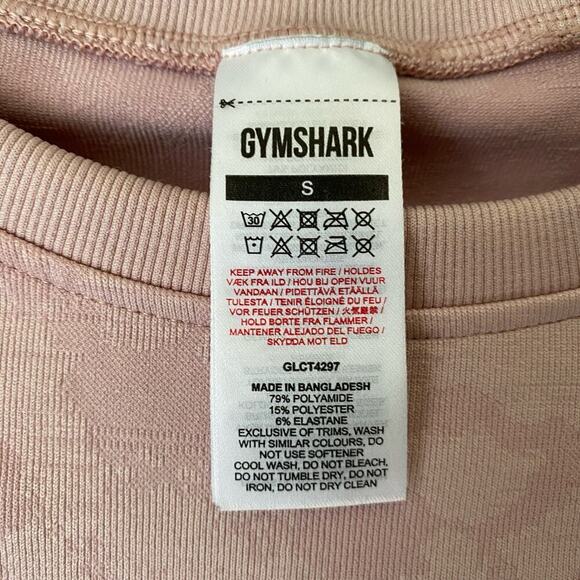 GYMSHARK
S
30
KEEP AWAY FROM FIRE / HOLDES
VÆK FRA ILD / HOU BIJ OPEN VUUR
VANDAAN / PIDETTÄVÄ ETÄÄLLÄ
TULESTA / TENIR ÉLOIGNÉ DU FEU /
VOR FEUER SCHÜTZEN / 火気厳禁 /
HOLD BORTE FRA FLAMMER /
MANTENER ALEJADO DEL FUEGO /
SKYDDA MOT ELD
GLCT4297
MADE IN BANGLADESH
79% POLYAMIDE
15% POLYESTER
6% ELASTANE
EXCLUSIVE OF TRIMS, WASH
WITH SIMILAR COLOURS, DO
NOT USE SOFTENER
COOL WASH, DO NOT BLEACH,
DO NOT TUMBLE DRY, DO NOT
IRON, DO NOT DRY CLEAN